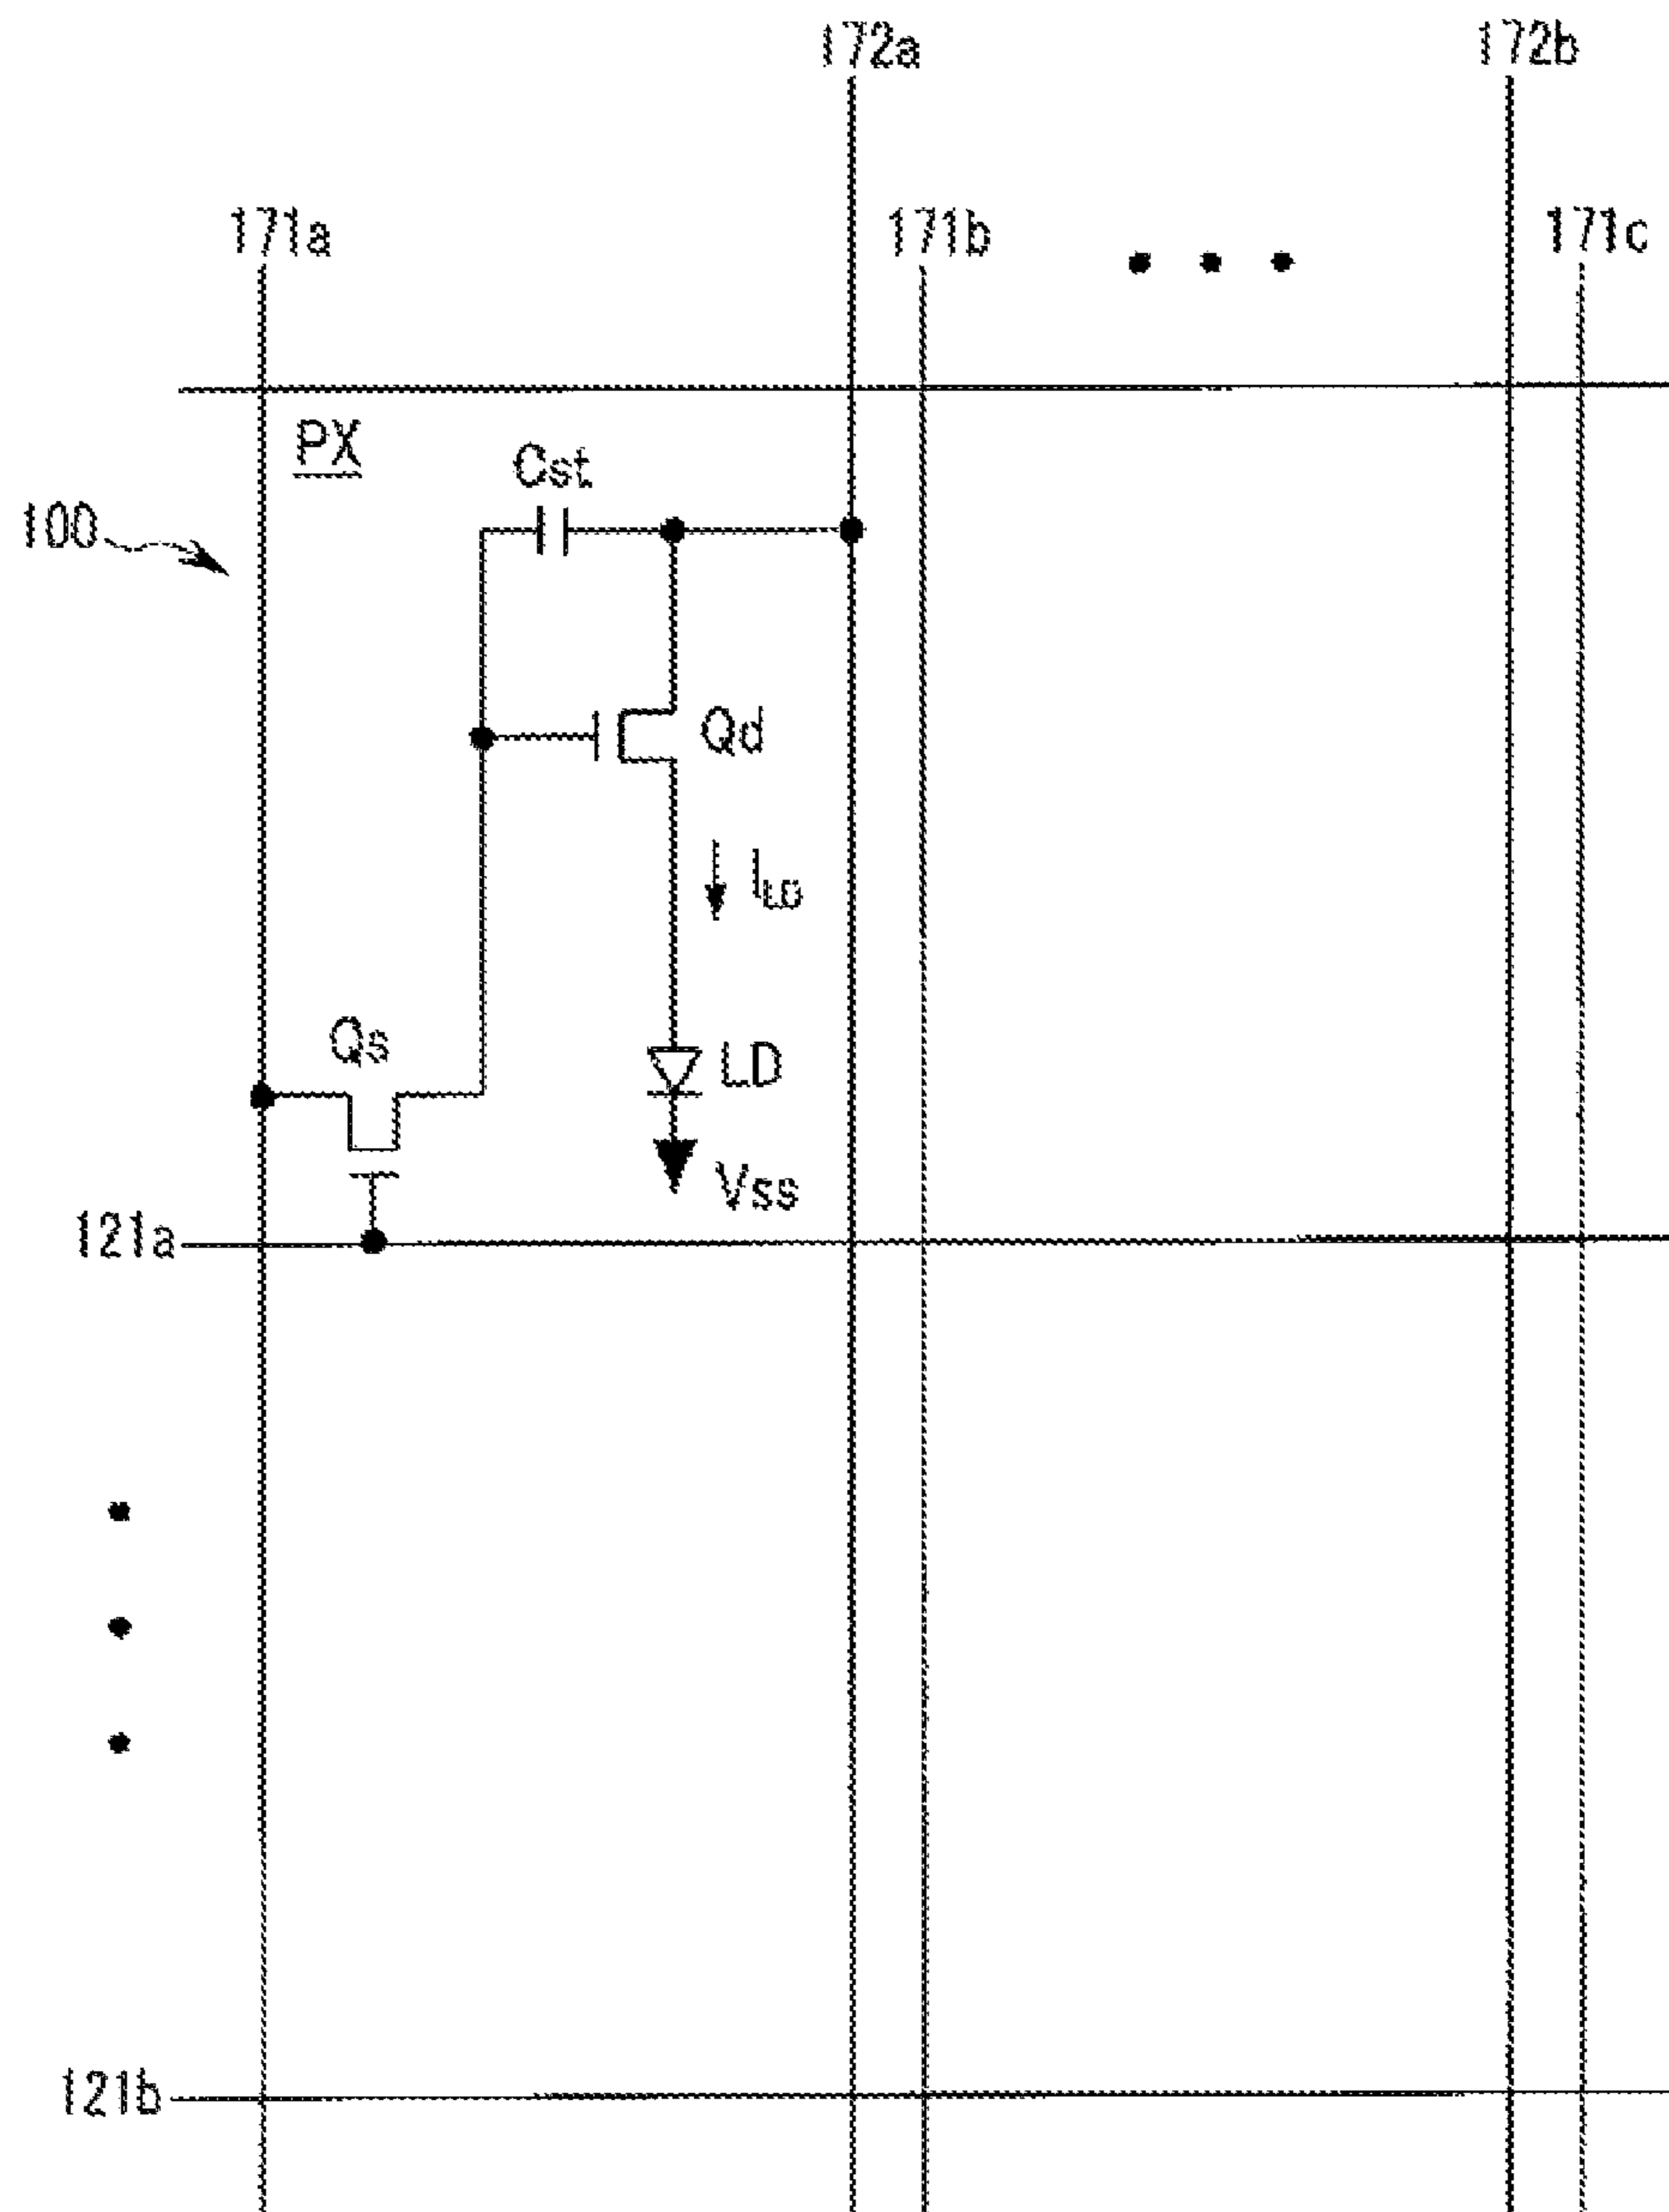 172a
172b
171a
171b
171c
PX
Cst
100
Qd
I_LD
Qs
LD
Vss
121a
121b